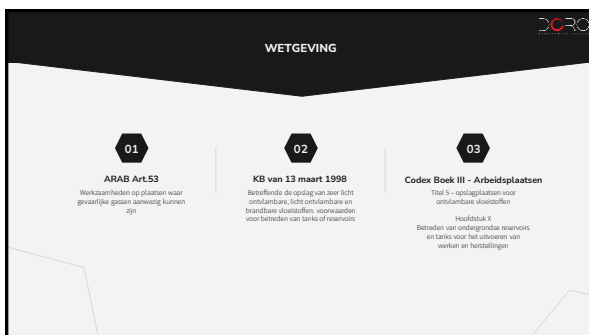 DCRO
WETGEVING
01
ARAB Art.53
Werkzaamheden op plaatsen waar
gevaarlijke gassen aanwezig kunnen
zijn
02
KB van 13 maart 1998
Betreffende de opslag van zeer licht
ontvlambare, licht ontvlambare en
brandbare vloeistoffen: voorwaarden
voor betreden van tanks of reservoirs
03
Codex Boek III - Arbeidsplaatsen
Titel 5 – opslagplaatsen voor
ontvlambare vloeistoffen
Hoofdstuk X
Betreden van ondergrondse reservoirs
en tanks voor het uitvoeren van
werken en herstellingen